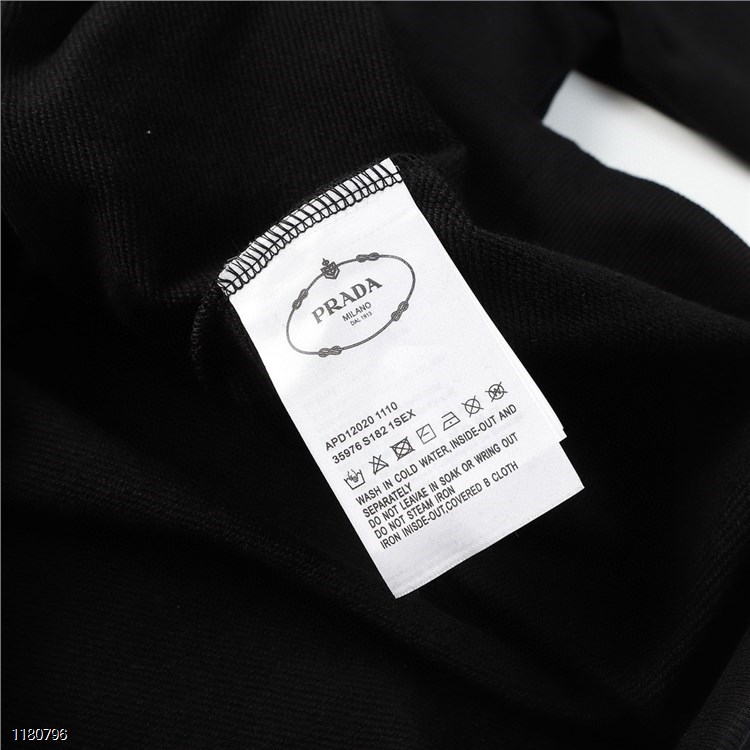 PRADA
MILANO
DAL 1913
APD12020 1110
35976 S182 1SEX
WASH IN COLD WATER, INSIDE-OUT AND
SEPARATELY
DO NOT LEAVAE IN SOAK OR WRING OUT
DO NOT STEAM IRON
IRON INISDE-OUT.COVERED B CLOTH
1180796